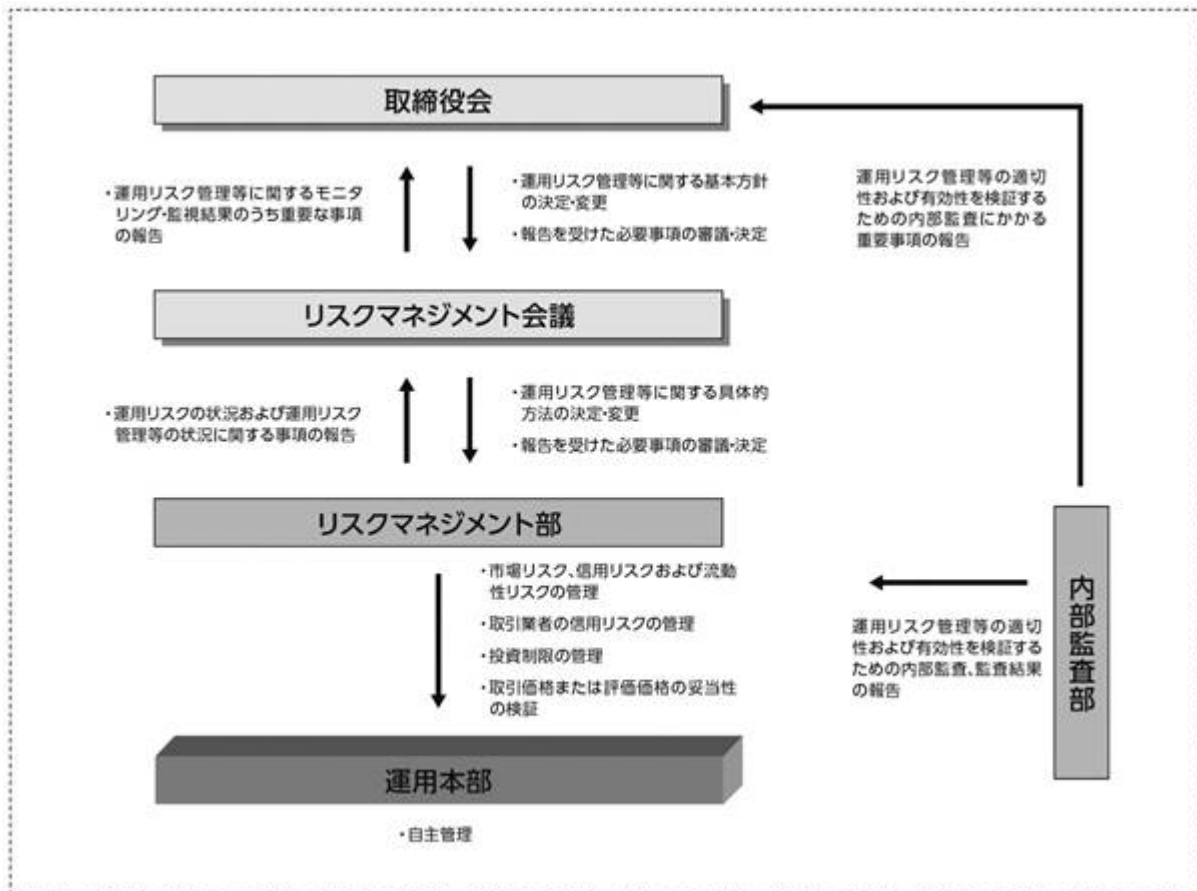 取締役会
・運用リスク管理等に関するモニタ
リング・監視結果のうち重要な事項
の報告
・運用リスク管理等に関する基本方針
の決定・変更
・報告を受けた必要事項の審議・決定
運用リスク管理等の適切
性および有効性を検証する
ための内部監査にかかる
重要事項の報告
リスクマネジメント会議
・運用リスクの状況および運用リスク
管理等の状況に関する事項の報告
・運用リスク管理等に関する具体的
方法の決定・変更
・報告を受けた必要事項の審議・決定
リスクマネジメント部
・市場リスク、信用リスクおよび流動
性リスクの管理
・取引業者の信用リスクの管理
・投資制限の管理
・取引価格または評価価格の妥当性
の検証
運用リスク管理等の適切
性および有効性を検証する
ための内部監査、監査結果
の報告
内部監査部
運用本部
・自主管理